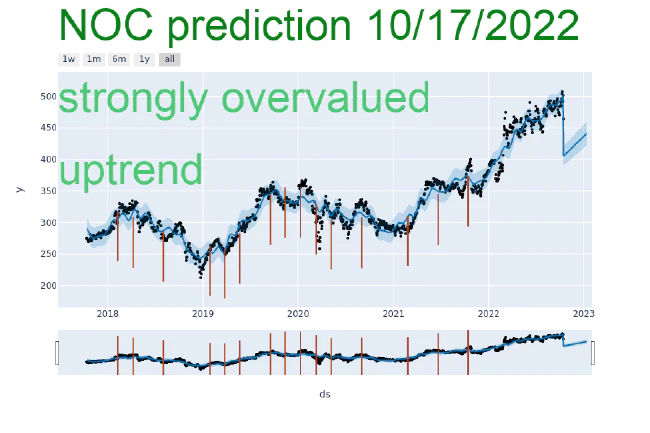 NOC prediction 10/17/2022
1w 1m 6m 1y all
strongly overvalued
uptrend
500
450
400
350
300
250
200
y
2018 2019 2020 2021 2022 2023
ds